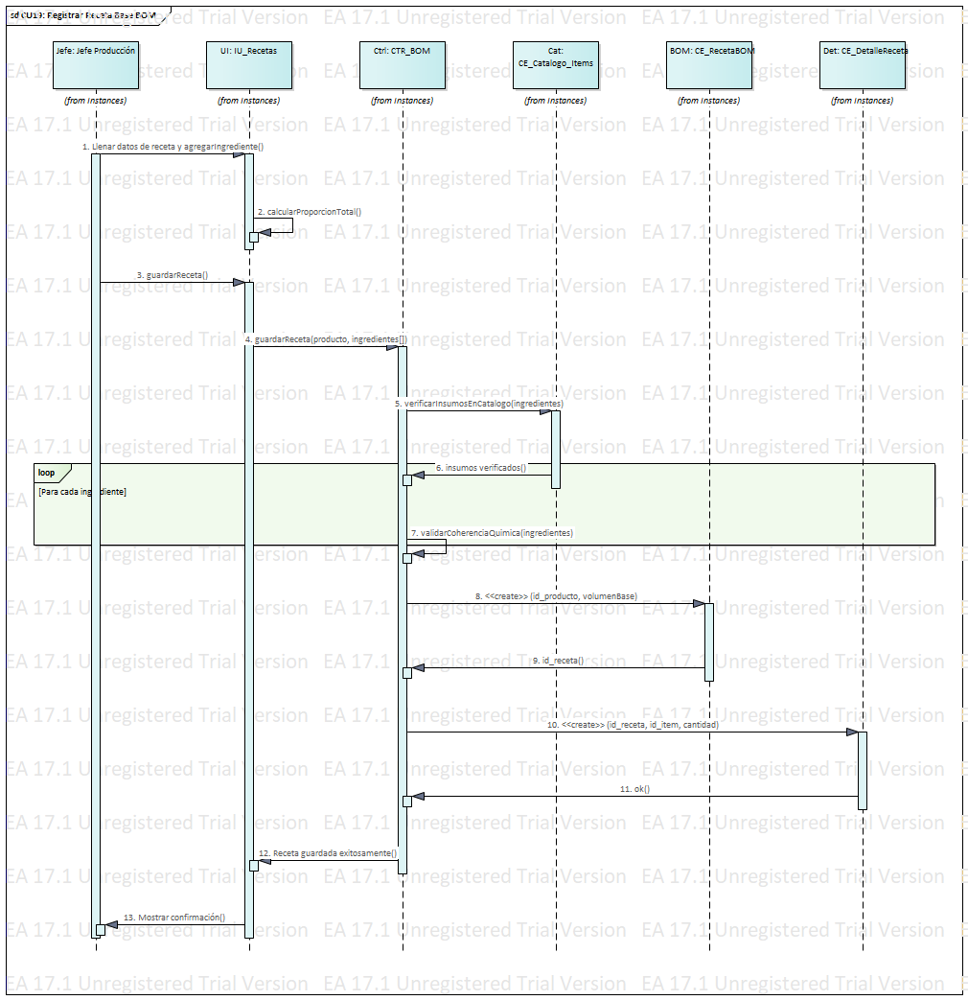 sd CU19: Registrar Receta Base BOM
Jefe: Jefe Producción
UI: IU_Recetas
Ctrl: CTR_BOM
Cat:
CE_Catalogo_Items
BOM: CE_RecetaBOM
Det: CE_DetalleReceta
(from instances)
(from instances)
(from instances)
(from instances)
(from instances)
(from instances)
1. Llenar datos de receta y agregarIngrediente()
2. calcularProporcionTotal()
3. guardarReceta()
4. guardarReceta(producto, ingredientes[])
5. verificarInsumosEnCatalogo(ingredientes)
loop
6. insumos verificados()
[Para cada ingrediente]
7. validarCoherenciaQuimica(ingredientes)
8. <<create>> (id_producto, volumenBase)
9. id_receta()
10. <<create>> (id_receta, id_item, cantidad)
11. ok()
12. Receta guardada exitosamente()
13. Mostrar confirmación()
EA 17.1 Unregistered Trial Version